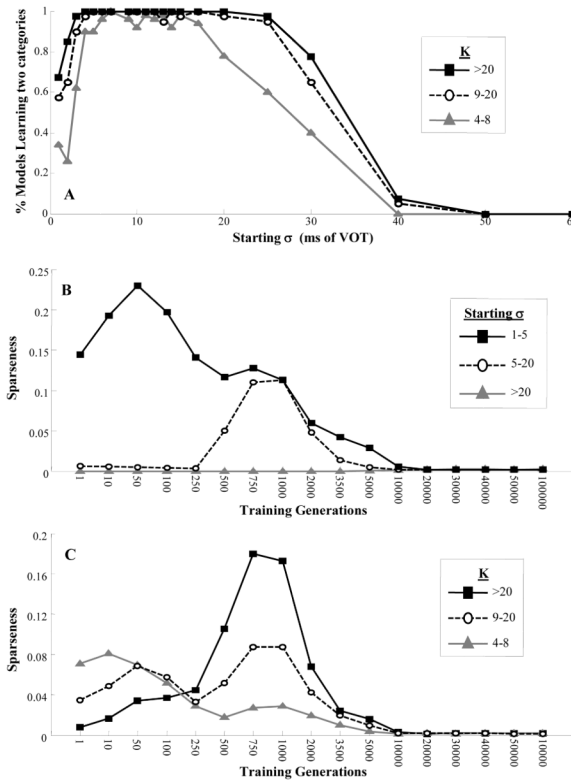 1
0.8
0.6
0.4
0.2
0
% Models Learning two categories
A
K
>20
9-20
4-8
0 10 20 30 40 50 6
Starting σ (ms of VOT)
0.25
0.2
0.15
0.1
0.05
0
Sparseness
B
Starting σ
1-5
5-20
>20
1 10 50 100 250 500 750 1000 2000 3500 5000 10000 20000 30000 40000 50000 100000
Training Generations
0.2
0.16
0.12
0.08
0.04
0
Sparseness
C
K
>20
9-20
4-8
1 10 50 100 250 500 750 1000 2000 3500 5000 10000 20000 30000 40000 50000 100000
Training Generations